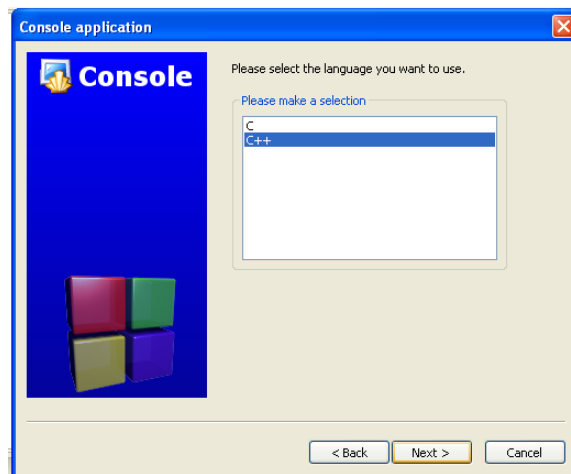 Console application
Console
Please select the language you want to use.
Please make a selection
C
C++
< Back
Next >
Cancel